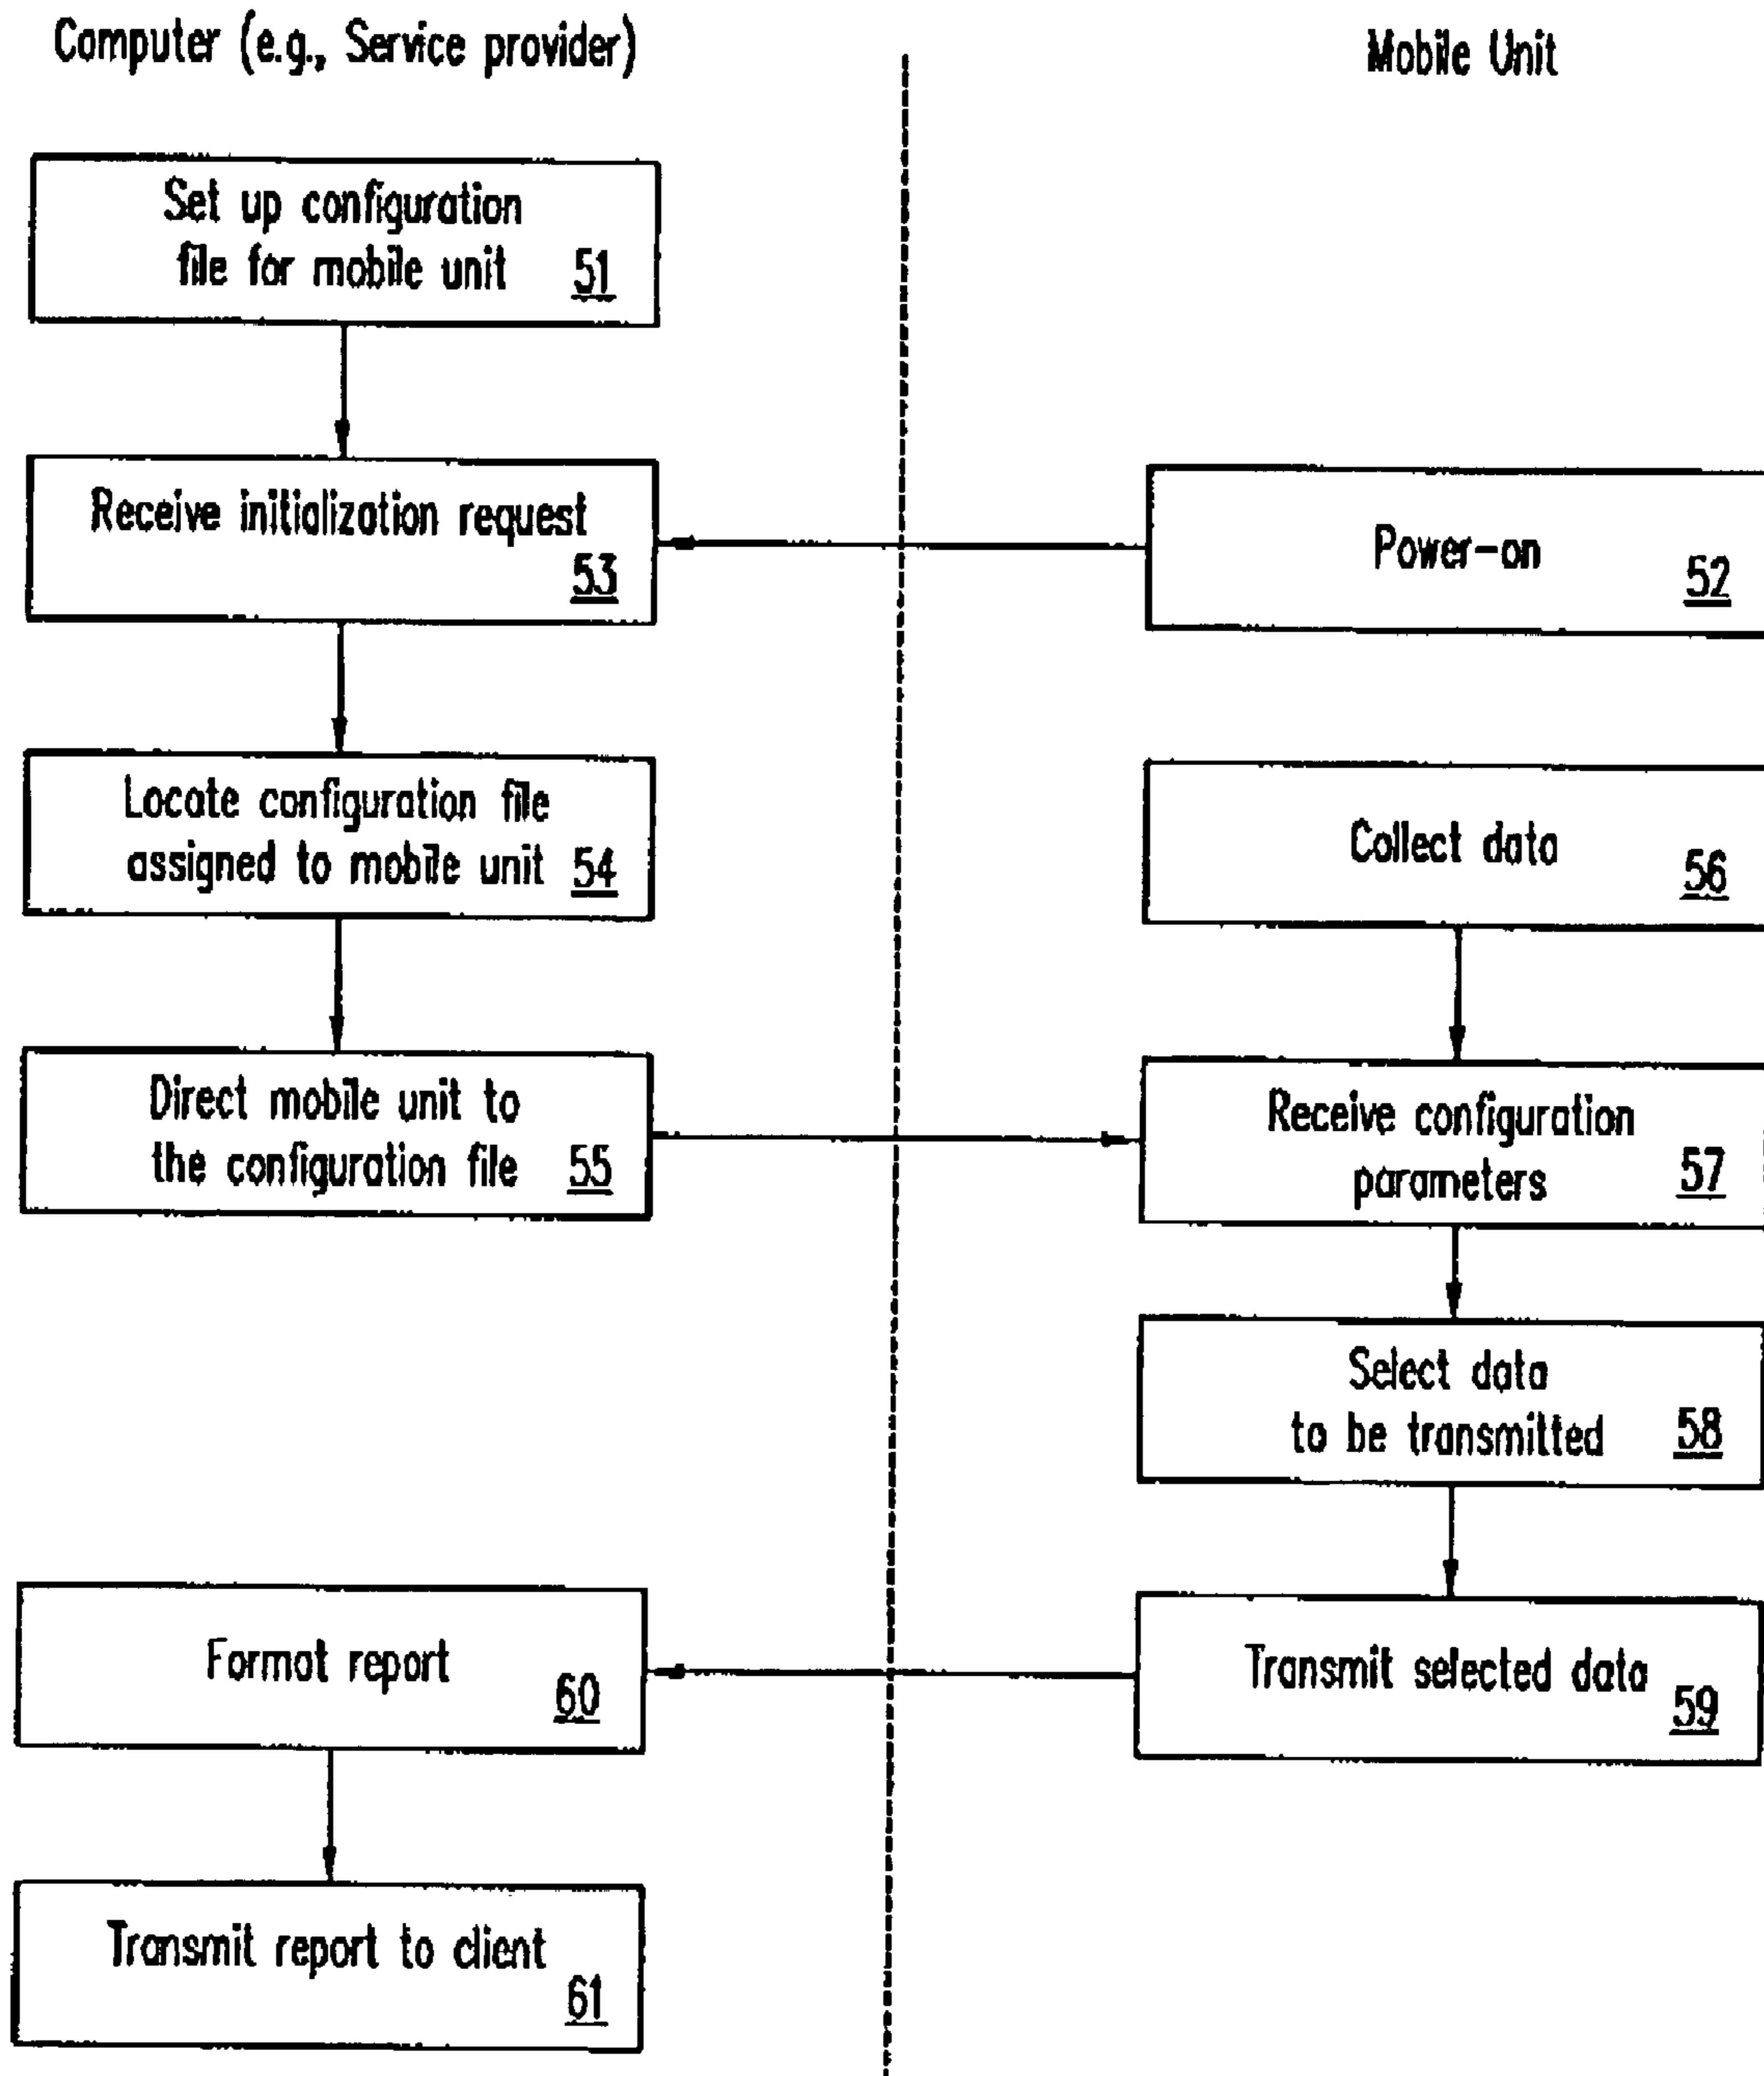 Computer (e.g., Service provider)
Mobile Unit
Set up configuration
file for mobile unit 51
Receive initialization request
53
Power-on
52
Locate configuration file
assigned to mobile unit 54
Collect data
56
Direct mobile unit to
the configuration file 55
Receive configuration
parameters 57
Select data
to be transmitted 58
Format report
60
Transmit selected data
59
Transmit report to client
61